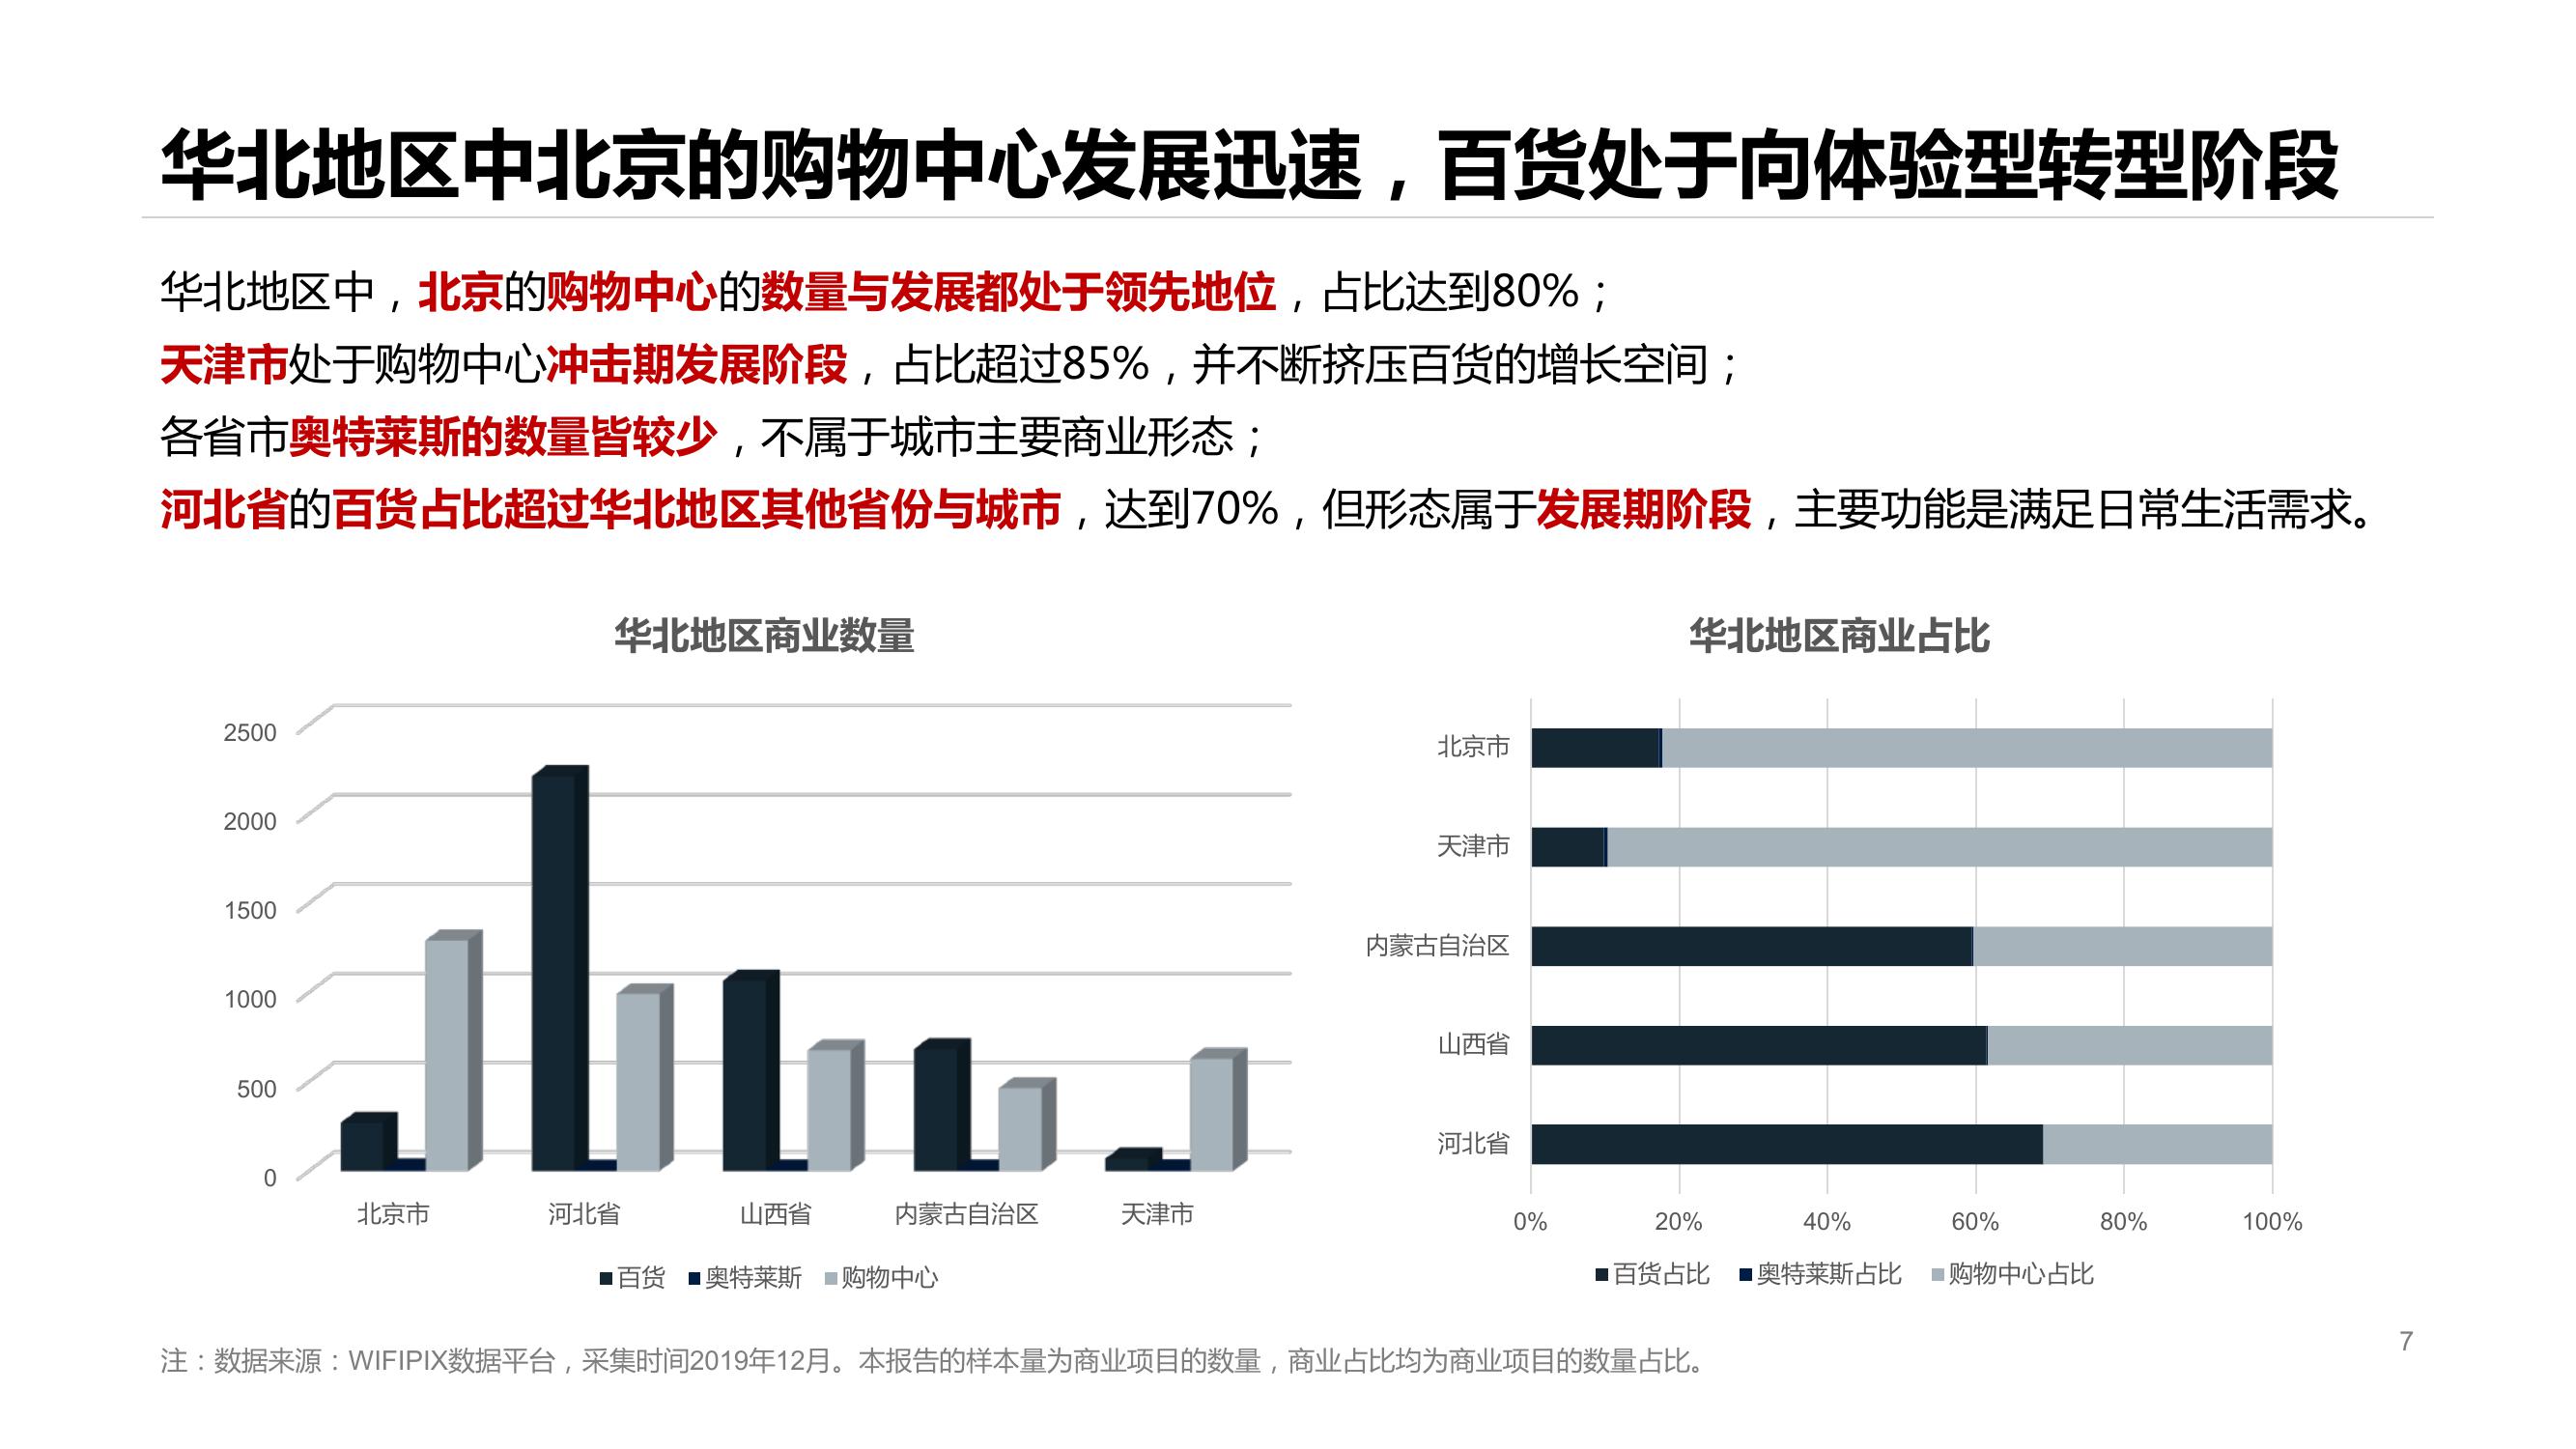 华北地区中北京的购物中心发展迅速，百货处于向体验型转型阶段
华北地区中，北京的购物中心的数量与发展都处于领先地位，占比达到80%；
天津市处于购物中心冲击期发展阶段，占比超过85%，并不断挤压百货的增长空间；
各省市奥特莱斯的数量皆较少，不属于城市主要商业形态；
河北省的百货占比超过华北地区其他省份与城市，达到70%，但形态属于发展期阶段，主要功能是满足日常生活需求。
华北地区商业数量
2500
2000
1500
1000
500
0
北京市 河北省 山西省 内蒙古自治区 天津市
百货 奥特莱斯 购物中心
华北地区商业占比
北京市
天津市
内蒙古自治区
山西省
河北省
0% 20% 40% 60% 80% 100%
百货占比 奥特莱斯占比 购物中心占比
注：数据来源：WIFIPIX数据平台，采集时间2019年12月。本报告的样本量为商业项目的数量，商业占比均为商业项目的数量占比。
7